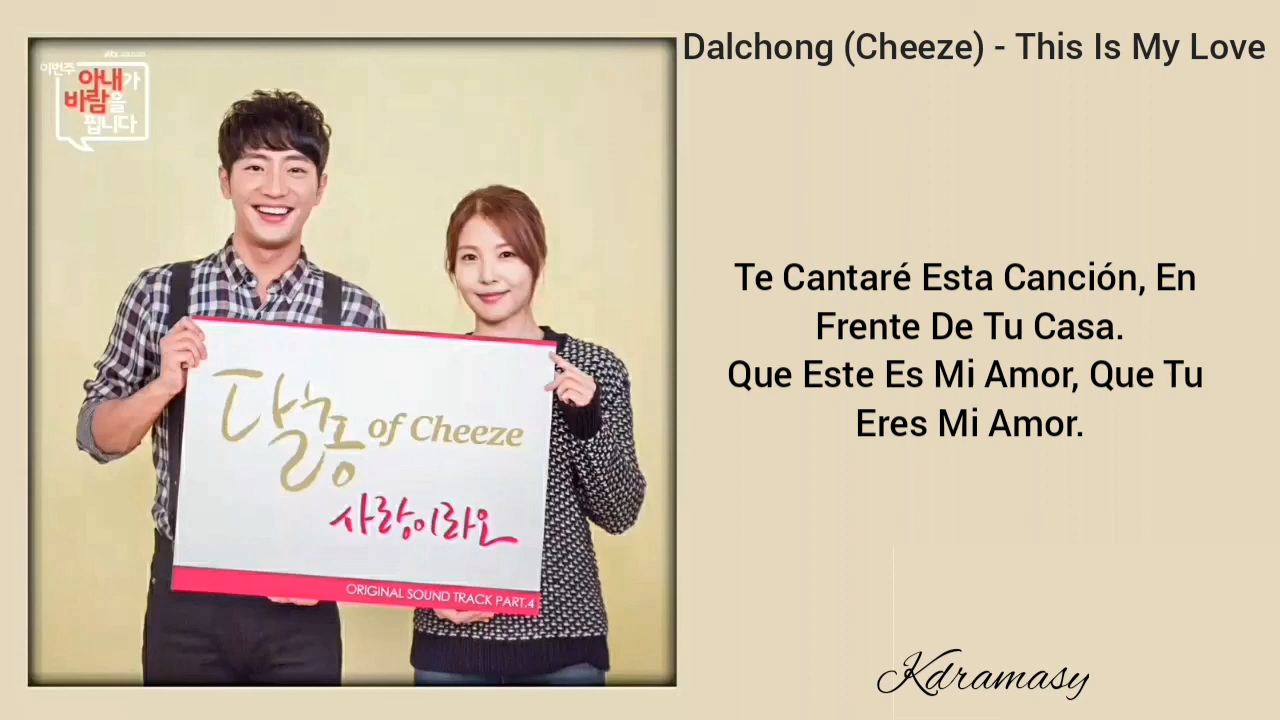 Dalchong (Cheeze) - This Is My Love
jtbc
이번주
아내가
바람을
핍니다
달총 of Cheeze
사랑이라오
ORIGINAL SOUND TRACK PART.4
Te Cantaré Esta Canción, En
Frente De Tu Casa.
Que Este Es Mi Amor, Que Tu
Eres Mi Amor.
Kdramasy